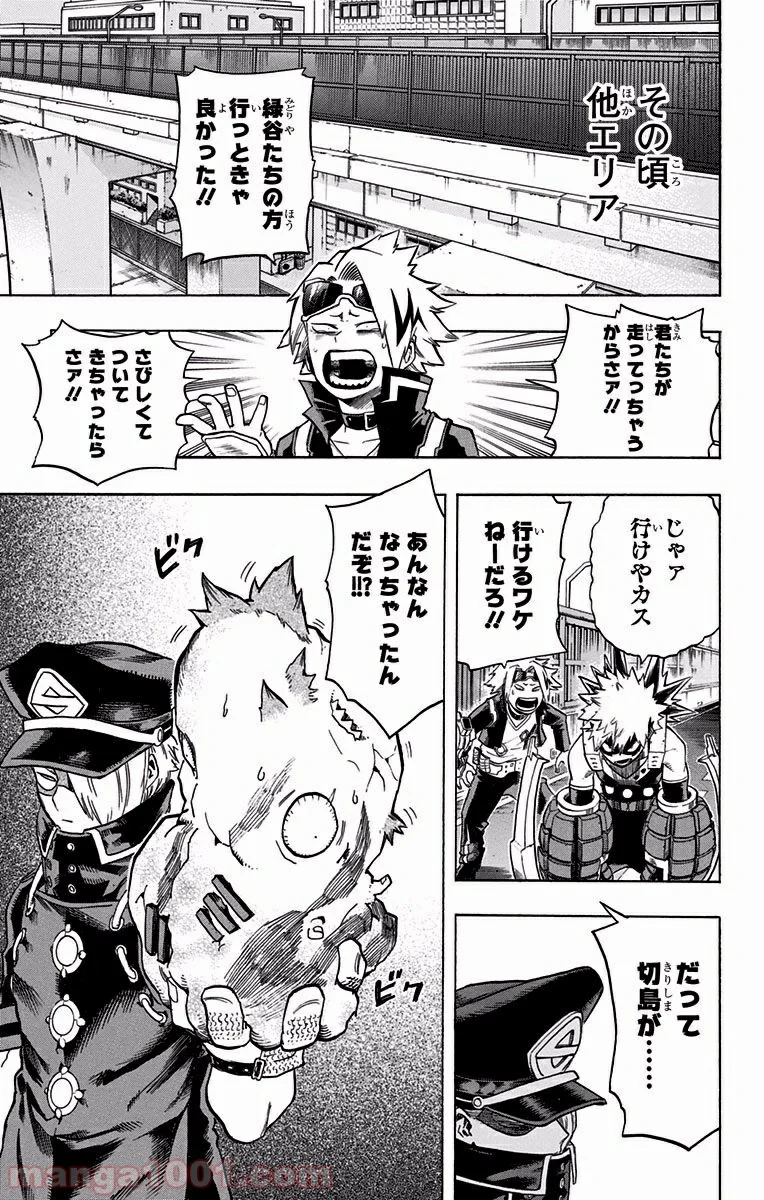 その頃
他エリア
緑谷たちの方
行っときゃ
良かった!!
君たちが
走ってっちゃう
からさァ!!
さびしくて
ついて
きちゃったら
さァ!!
じゃァ
行けやカス
行けるワケ
ねーだろ!!
だって
切島が……
あんなん
なっちゃったん
だぞ!!?
ビク
ビク
manga1001.com